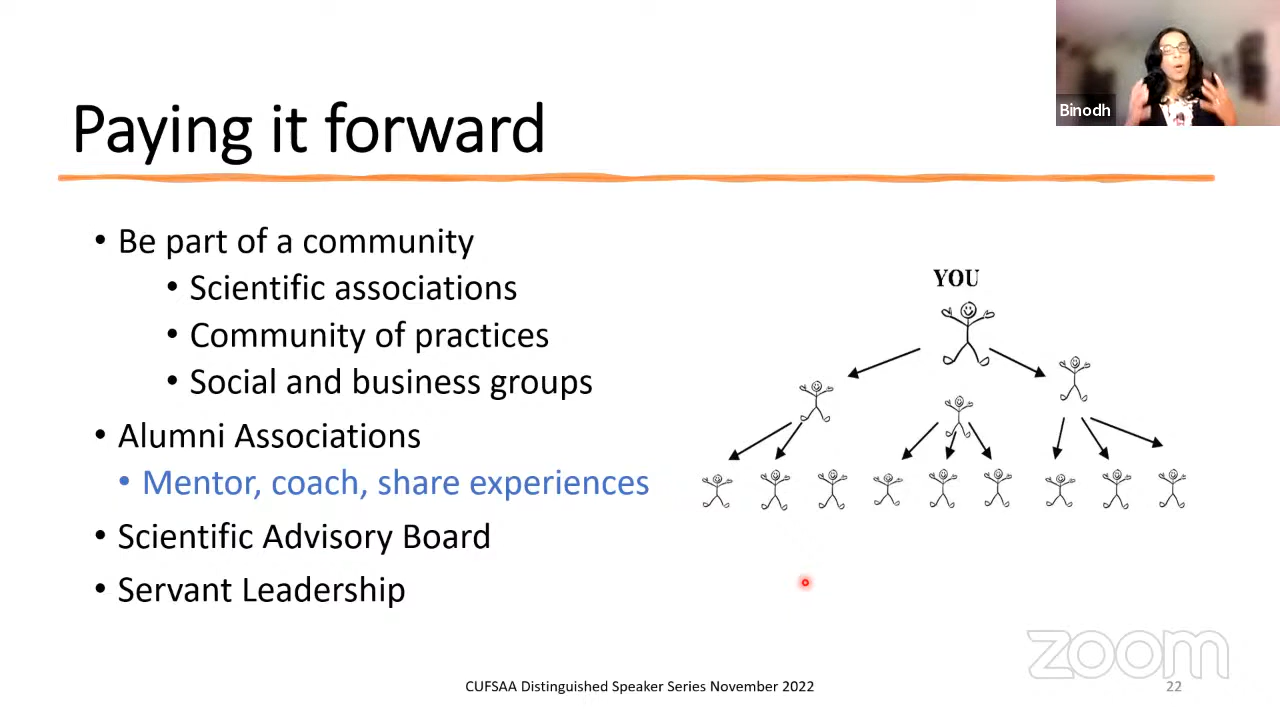 Binodh
Paying it forward
• Be part of a community
• Scientific associations
• Community of practices
• Social and business groups
• Alumni Associations
• Mentor, coach, share experiences
• Scientific Advisory Board
• Servant Leadership
YOU
zoom
CUFSAA Distinguished Speaker Series November 2022
22